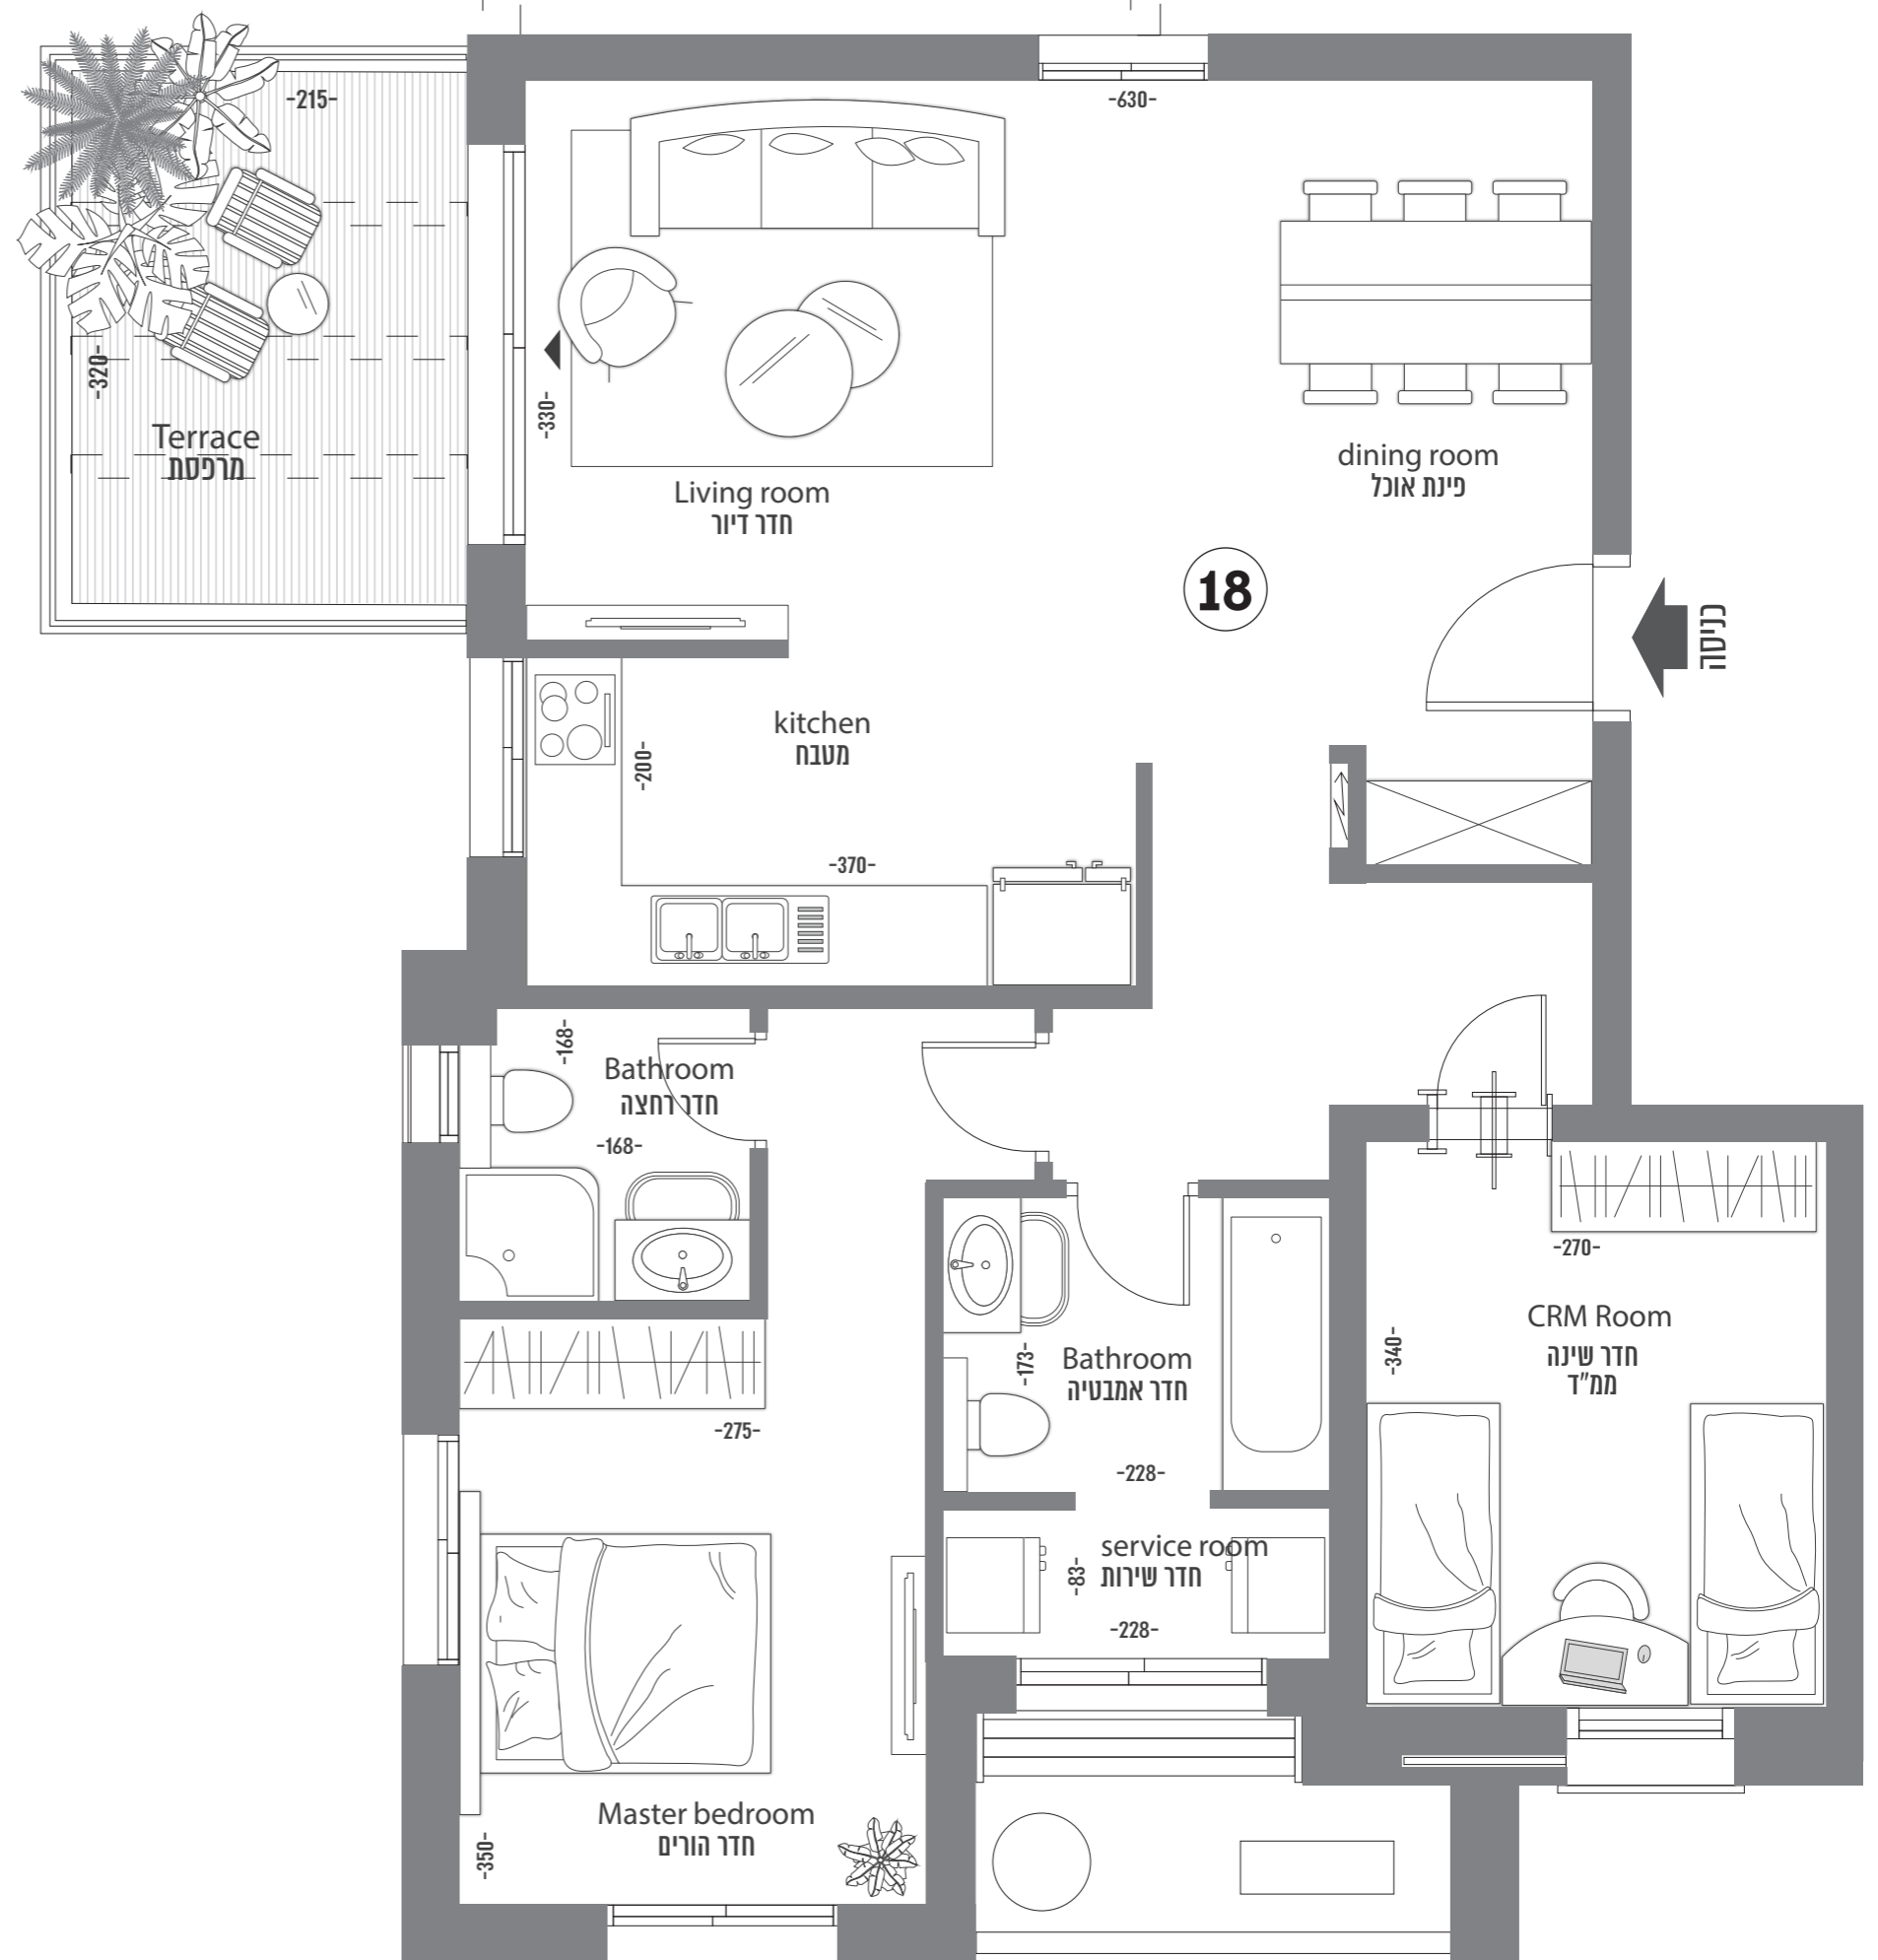 -215-
-630-
-320-
Terrace
מרפסת
-330-
Living room
חדר דיור
dining room
פינת אוכל
18
כניסה
kitchen
מטבח
-200-
-370-
-168-
Bathroom
חדר רחצה
-168-
-270-
CRM Room
חדר שינה
ממ"ד
-340-
-173-
Bathroom
חדר אמבטיה
-228-
-275-
service room
חדר שירות
-83-
-228-
Master bedroom
חדר הורים
-350-